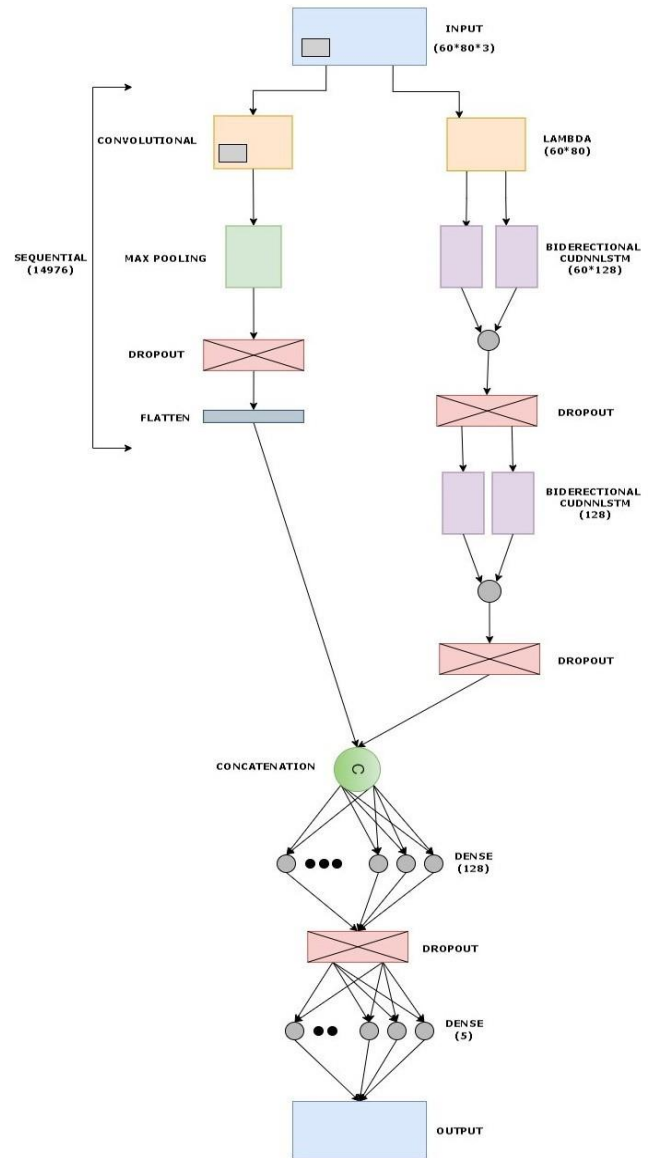 INPUT
(60*80*3)
CONVOLUTIONAL
LAMBDA
(60*80)
SEQUENTIAL
(14976)
MAX POOLING
BIDERECTIONAL
CUDNNLSTM
(60*128)
DROPOUT
FLATTEN
DROPOUT
BIDERECTIONAL
CUDNNLSTM
(128)
DROPOUT
CONCATENATION
C
DENSE
(128)
DROPOUT
DENSE
(5)
OUTPUT